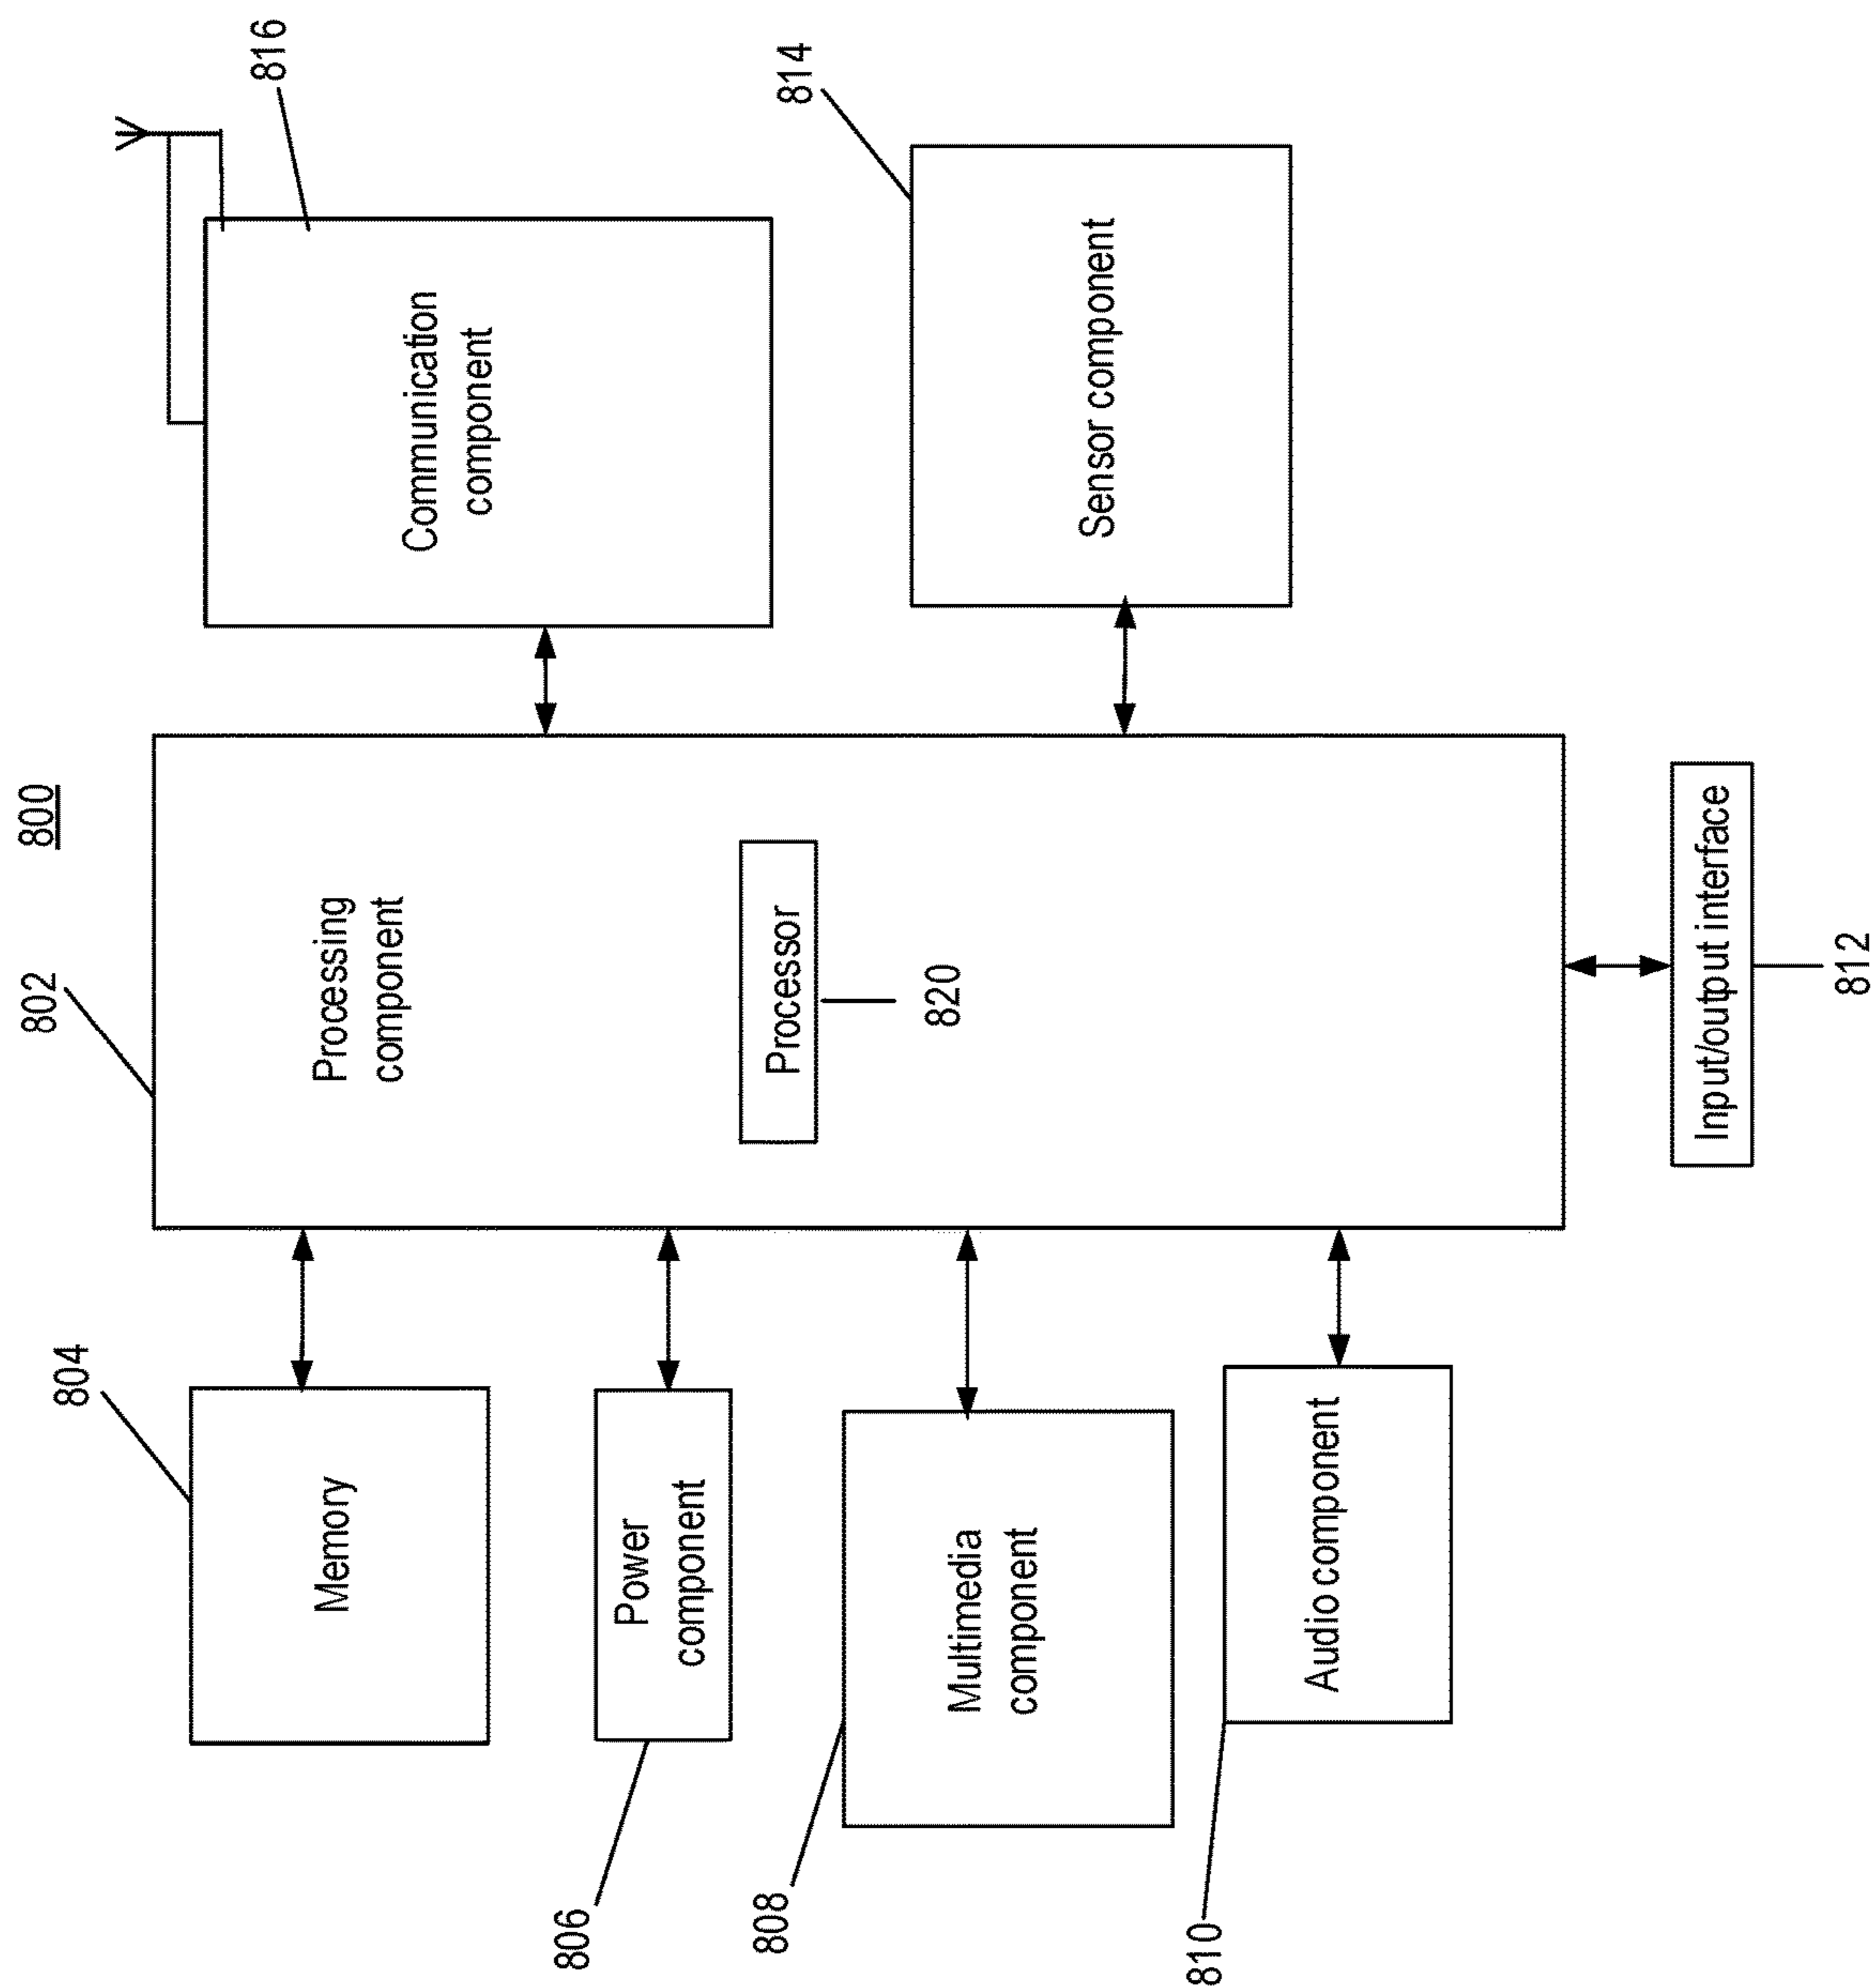 802
800
804
816
Memory
Processing
component
Communication
component
806
Power
component
808
Processor
814
820
Multimedia
component
Sensor component
810
Audio component
Input/output interface
812